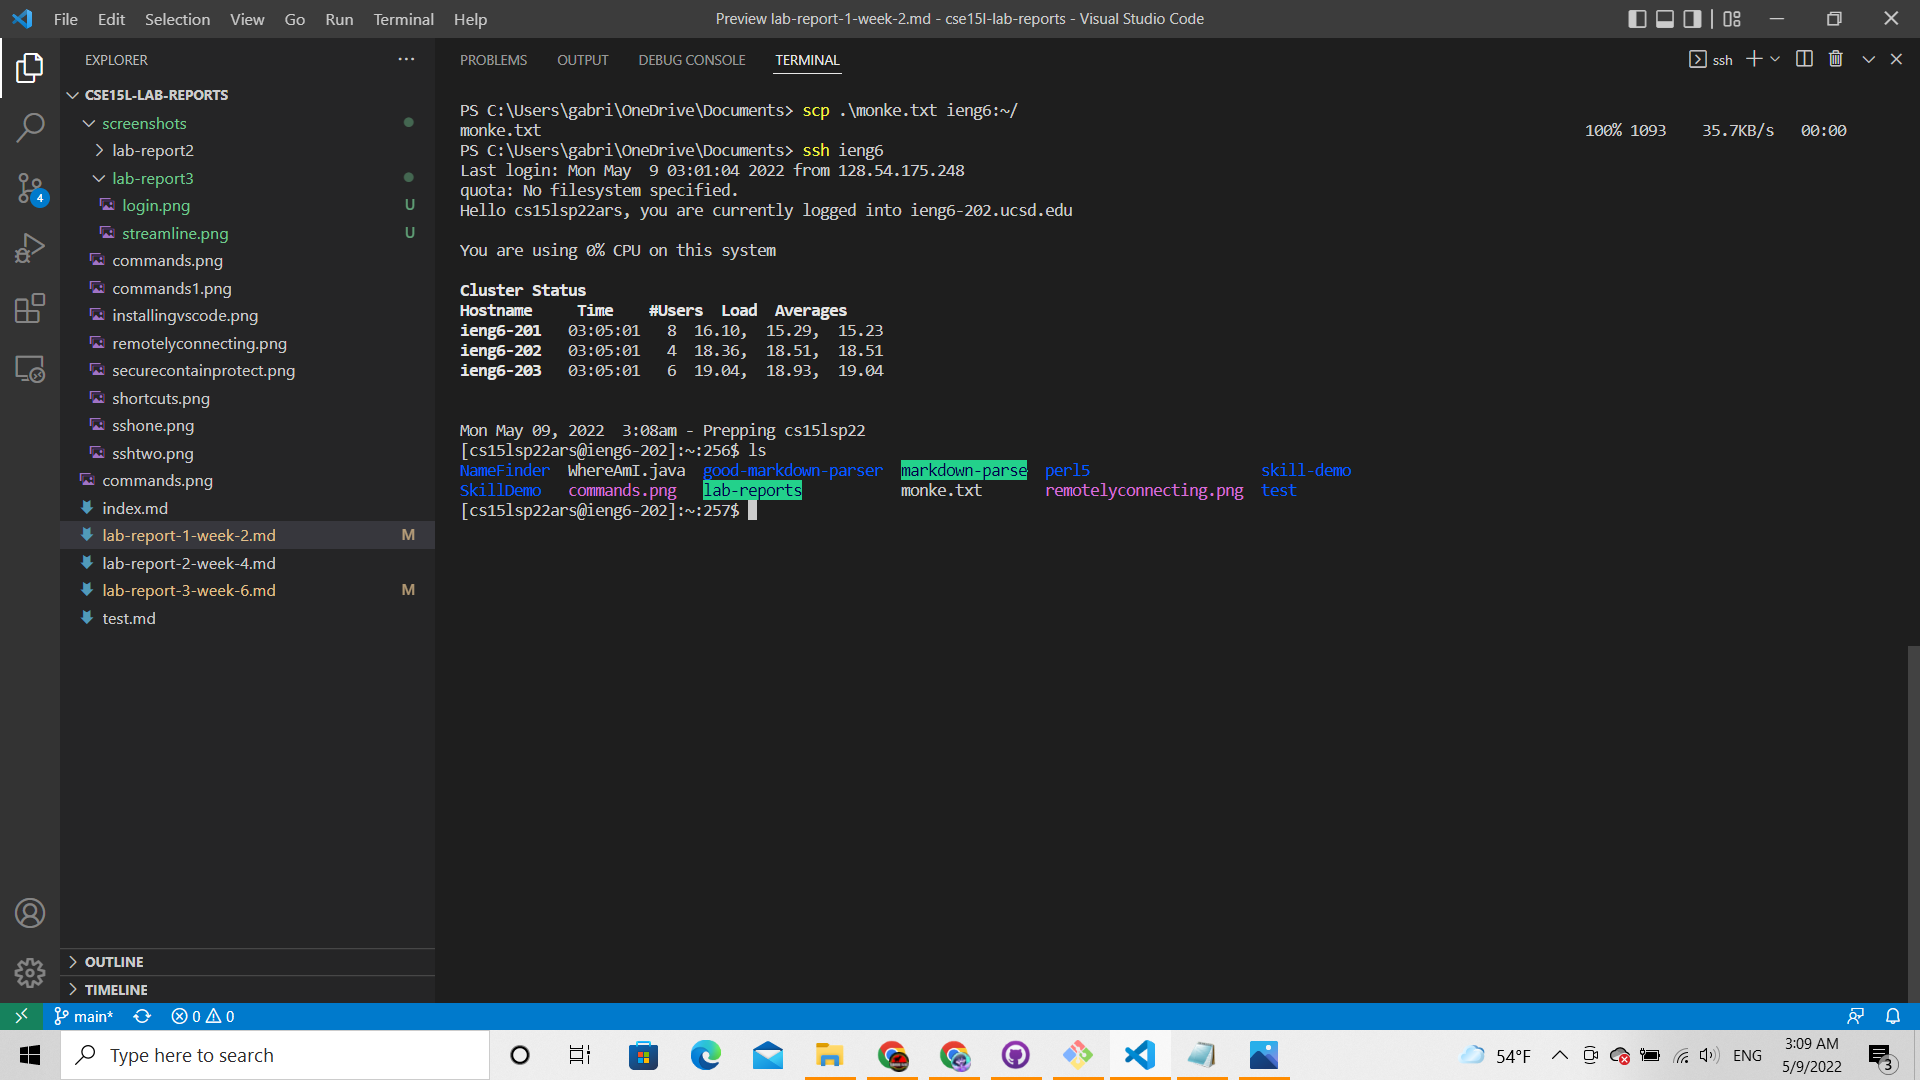 File Edit Selection View Go Run Terminal Help
Preview lab-report-1-week-2.md - cse15l-lab-reports - Visual Studio Code
EXPLORER
CSE15L-LAB-REPORTS
screenshots
lab-report2
lab-report3
login.png U
streamline.png U
commands.png
commands1.png
installingvscode.png
remotelyconnecting.png
securecontainprotect.png
shortcuts.png
sshone.png
sshtwo.png
commands.png
index.md
lab-report-1-week-2.md M
lab-report-2-week-4.md
lab-report-3-week-6.md M
test.md
OUTLINE
TIMELINE
4
PROBLEMS OUTPUT DEBUG CONSOLE TERMINAL
ssh
PS C:\Users\gabri\OneDrive\Documents> scp .\monke.txt ieng6:~/
monke.txt 100% 1093 35.7KB/s 00:00
PS C:\Users\gabri\OneDrive\Documents> ssh ieng6
Last login: Mon May  9 03:01:04 2022 from 128.54.175.248
quota: No filesystem specified.
Hello cs15lsp22ars, you are currently logged into ieng6-202.ucsd.edu
You are using 0% CPU on this system
Cluster Status
Hostname Time #Users Load Averages
ieng6-201 03:05:01 8 16.10, 15.29, 15.23
ieng6-202 03:05:01 4 18.36, 18.51, 18.51
ieng6-203 03:05:01 6 19.04, 18.93, 19.04
Mon May 09, 2022  3:08am - Prepping cs15lsp22
[cs15lsp22ars@ieng6-202]:~:256$ ls
NameFinder WhereAmI.java good-markdown-parser markdown-parse perl5 skill-demo
SkillDemo commands.png lab-reports monke.txt remotelyconnecting.png test
[cs15lsp22ars@ieng6-202]:~:257$
main* 0 0
Type here to search
54°F ENG
3:09 AM
5/9/2022
3